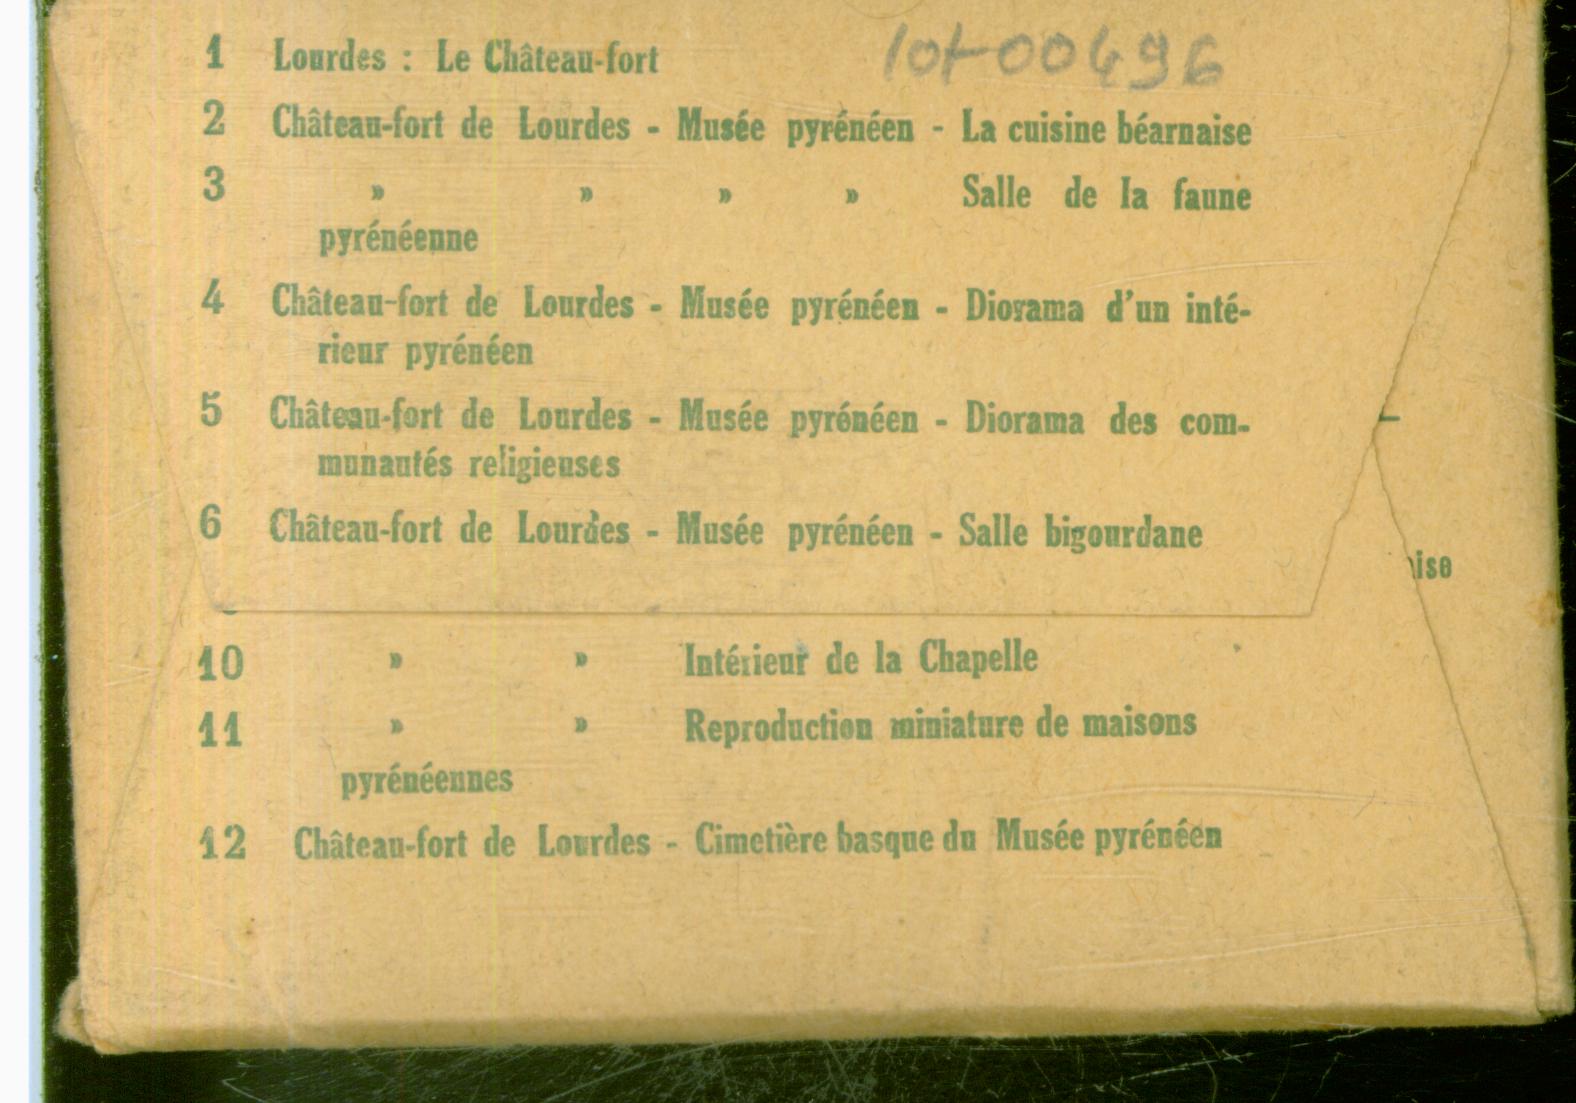 lot 00496
1 Lourdes : Le Château-fort
2 Château-fort de Lourdes - Musée pyrénéen - La cuisine béarnaise
3 » » » » Salle de la faune
pyrénéenne
4 Château-fort de Lourdes - Musée pyrénéen - Diorama d'un inté-
rieur pyrénéen
5 Château-fort de Lourdes - Musée pyrénéen - Diorama des com-
munautés religieuses
6 Château-fort de Lourdes - Musée pyrénéen - Salle bigourdane
10 » » Intérieur de la Chapelle
11 » » Reproduction miniature de maisons
pyrénéennes
12 Château-fort de Lourdes - Cimetière basque du Musée pyrénéen